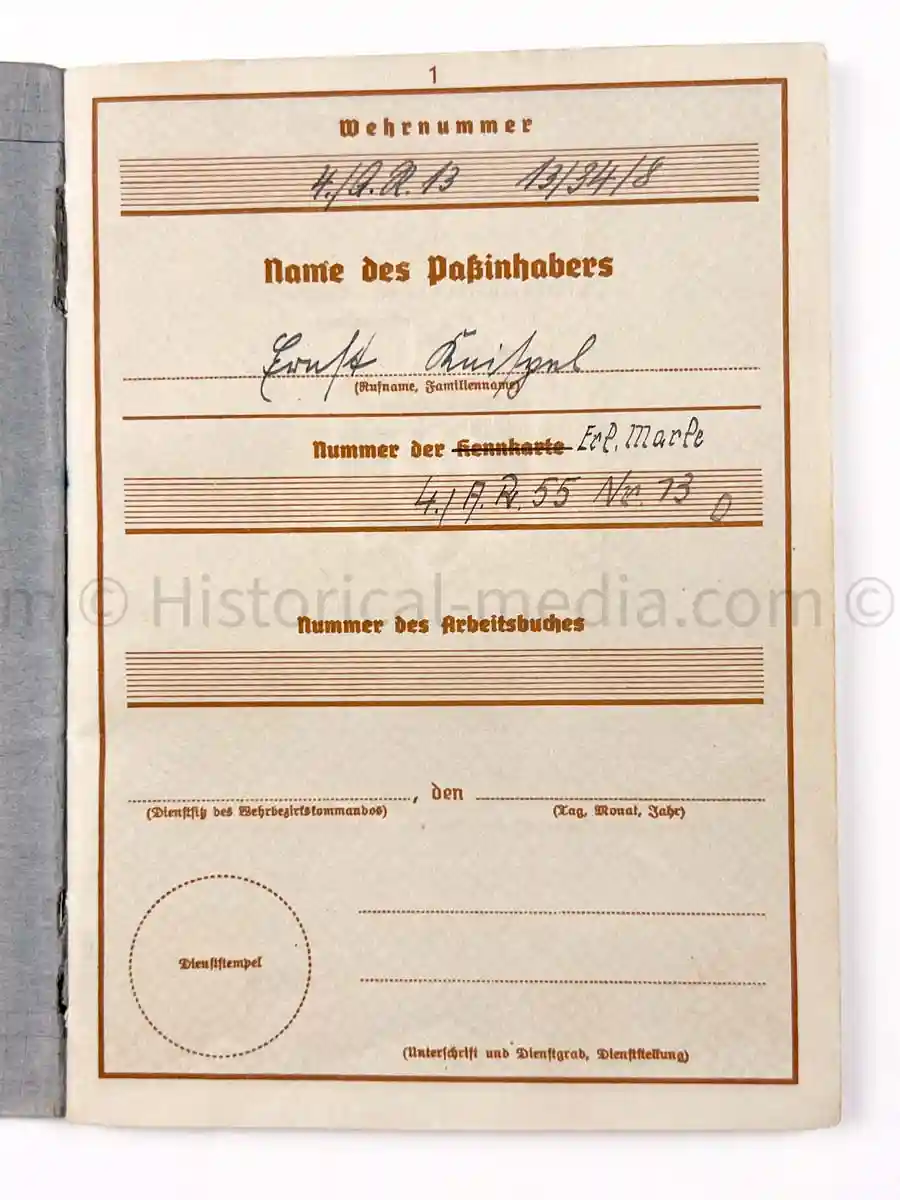 1
Wehrnummer
4./A.R. 13 13/34/8
Name des Paßinhabers
Ernst Knitzel
(Rufname, Familienname)
Nummer der Kennkarte Erk. Marke
4./A.R. 55 Nr. 13
m © Historical-media.com ©
Nummer des Arbeitsbuches
, den
(Dienstsitz des Wehrbezirkskommandos) (Tag, Monat, Jahr)
Dienststempel
(Unterschrift und Dienstgrad, Dienststellung)